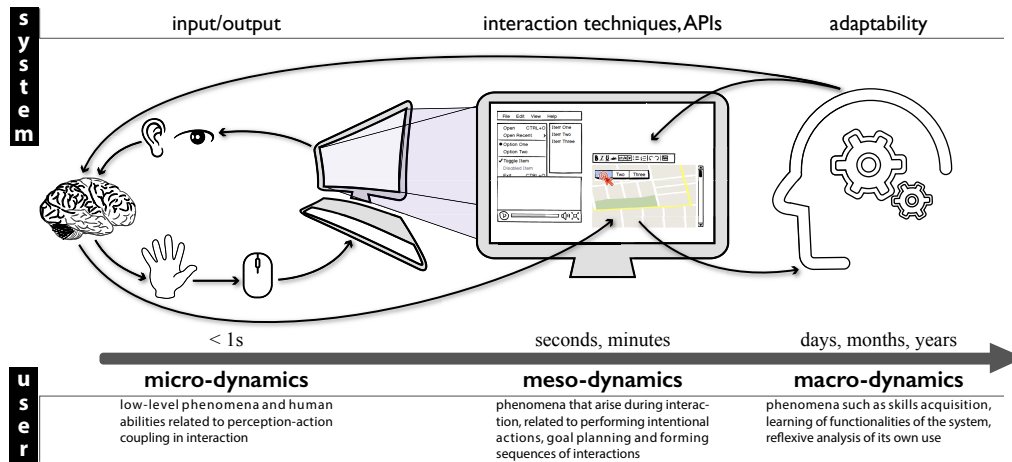 system
input/output
interaction techniques, APIs
adaptability
File Edit View Help
Open CTRL+O
Open Recent
Option One
Option Two
Toggle Item
Disabled Item
Item One
Item Two
Item Three
Two Three
< 1s
seconds, minutes
days, months, years
user
micro-dynamics
meso-dynamics
macro-dynamics
low-level phenomena and human
abilities related to perception-action
coupling in interaction
phenomena that arise during interac-
tion, related to performing intentional
actions, goal planning and forming
sequences of interactions
phenomena such as skills acquisition,
learning of functionalities of the system,
reflexive analysis of its own use